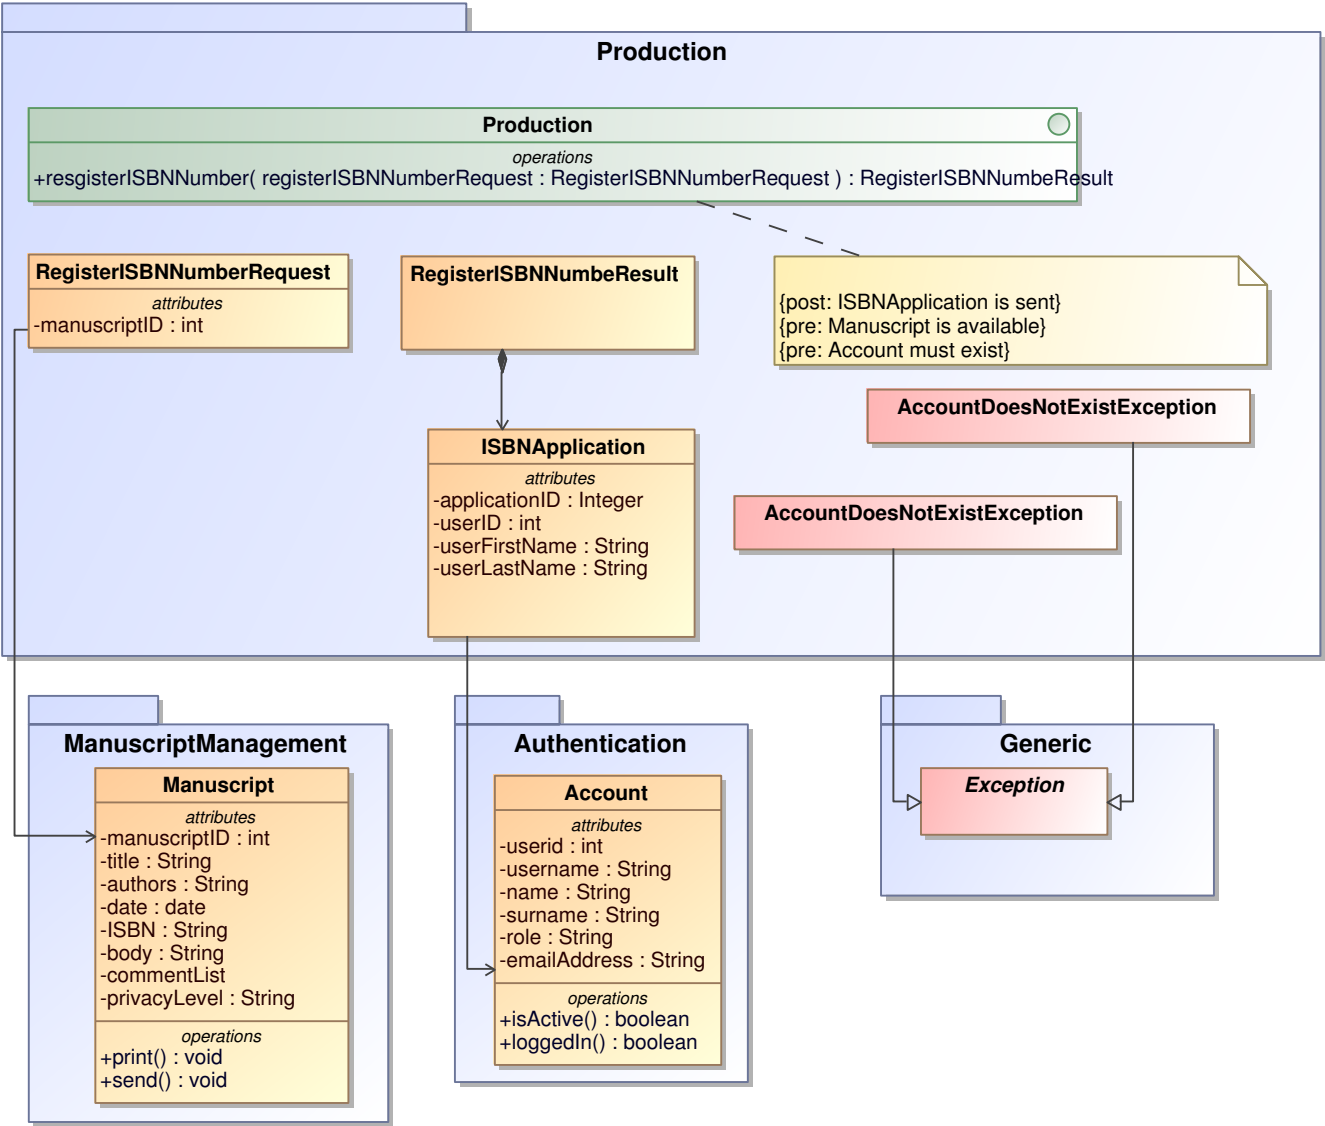 Production
Production
operations
+resgisterISBNNumber( registerISBNNumberRequest : RegisterISBNNumberRequest ) : RegisterISBNNumbeResult
RegisterISBNNumberRequest
attributes
-manuscriptID : int
RegisterISBNNumbeResult
{post: ISBNApplication is sent}
{pre: Manuscript is available}
{pre: Account must exist}
AccountDoesNotExistException
ISBNApplication
attributes
-applicationID : Integer
-userID : int
-userFirstName : String
-userLastName : String
AccountDoesNotExistException
ManuscriptManagement
Manuscript
attributes
-manuscriptID : int
-title : String
-authors : String
-date : date
-ISBN : String
-body : String
-commentList
-privacyLevel : String
operations
+print() : void
+send() : void
Authentication
Account
attributes
-userid : int
-username : String
-name : String
-surname : String
-role : String
-emailAddress : String
operations
+isActive() : boolean
+loggedIn() : boolean
Generic
Exception